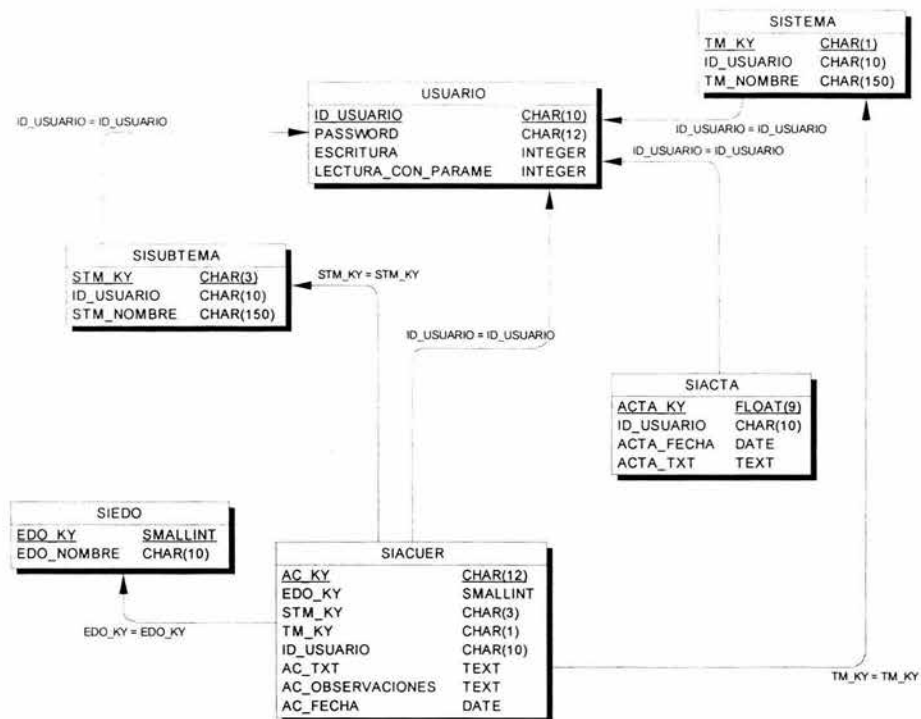 SISTEMA
TM_KY CHAR(1)
ID_USUARIO CHAR(10)
TM_NOMBRE CHAR(150)
USUARIO
ID_USUARIO CHAR(10)
PASSWORD CHAR(12)
ESCRITURA INTEGER
LECTURA_CON_PARAME INTEGER
ID_USUARIO = ID_USUARIO
ID_USUARIO = ID_USUARIO
ID_USUARIO = ID_USUARIO
SISUBTEMA
STM_KY CHAR(3)
ID_USUARIO CHAR(10)
STM_NOMBRE CHAR(150)
STM_KY = STM_KY
ID_USUARIO = ID_USUARIO
SIACTA
ACTA_KY FLOAT(9)
ID_USUARIO CHAR(10)
ACTA_FECHA DATE
ACTA_TXT TEXT
SIEDO
EDO_KY SMALLINT
EDO_NOMBRE CHAR(10)
EDO_KY = EDO_KY
SIACUER
AC_KY CHAR(12)
EDO_KY SMALLINT
STM_KY CHAR(3)
TM_KY CHAR(1)
ID_USUARIO CHAR(10)
AC_TXT TEXT
AC_OBSERVACIONES TEXT
AC_FECHA DATE
TM_KY = TM_KY